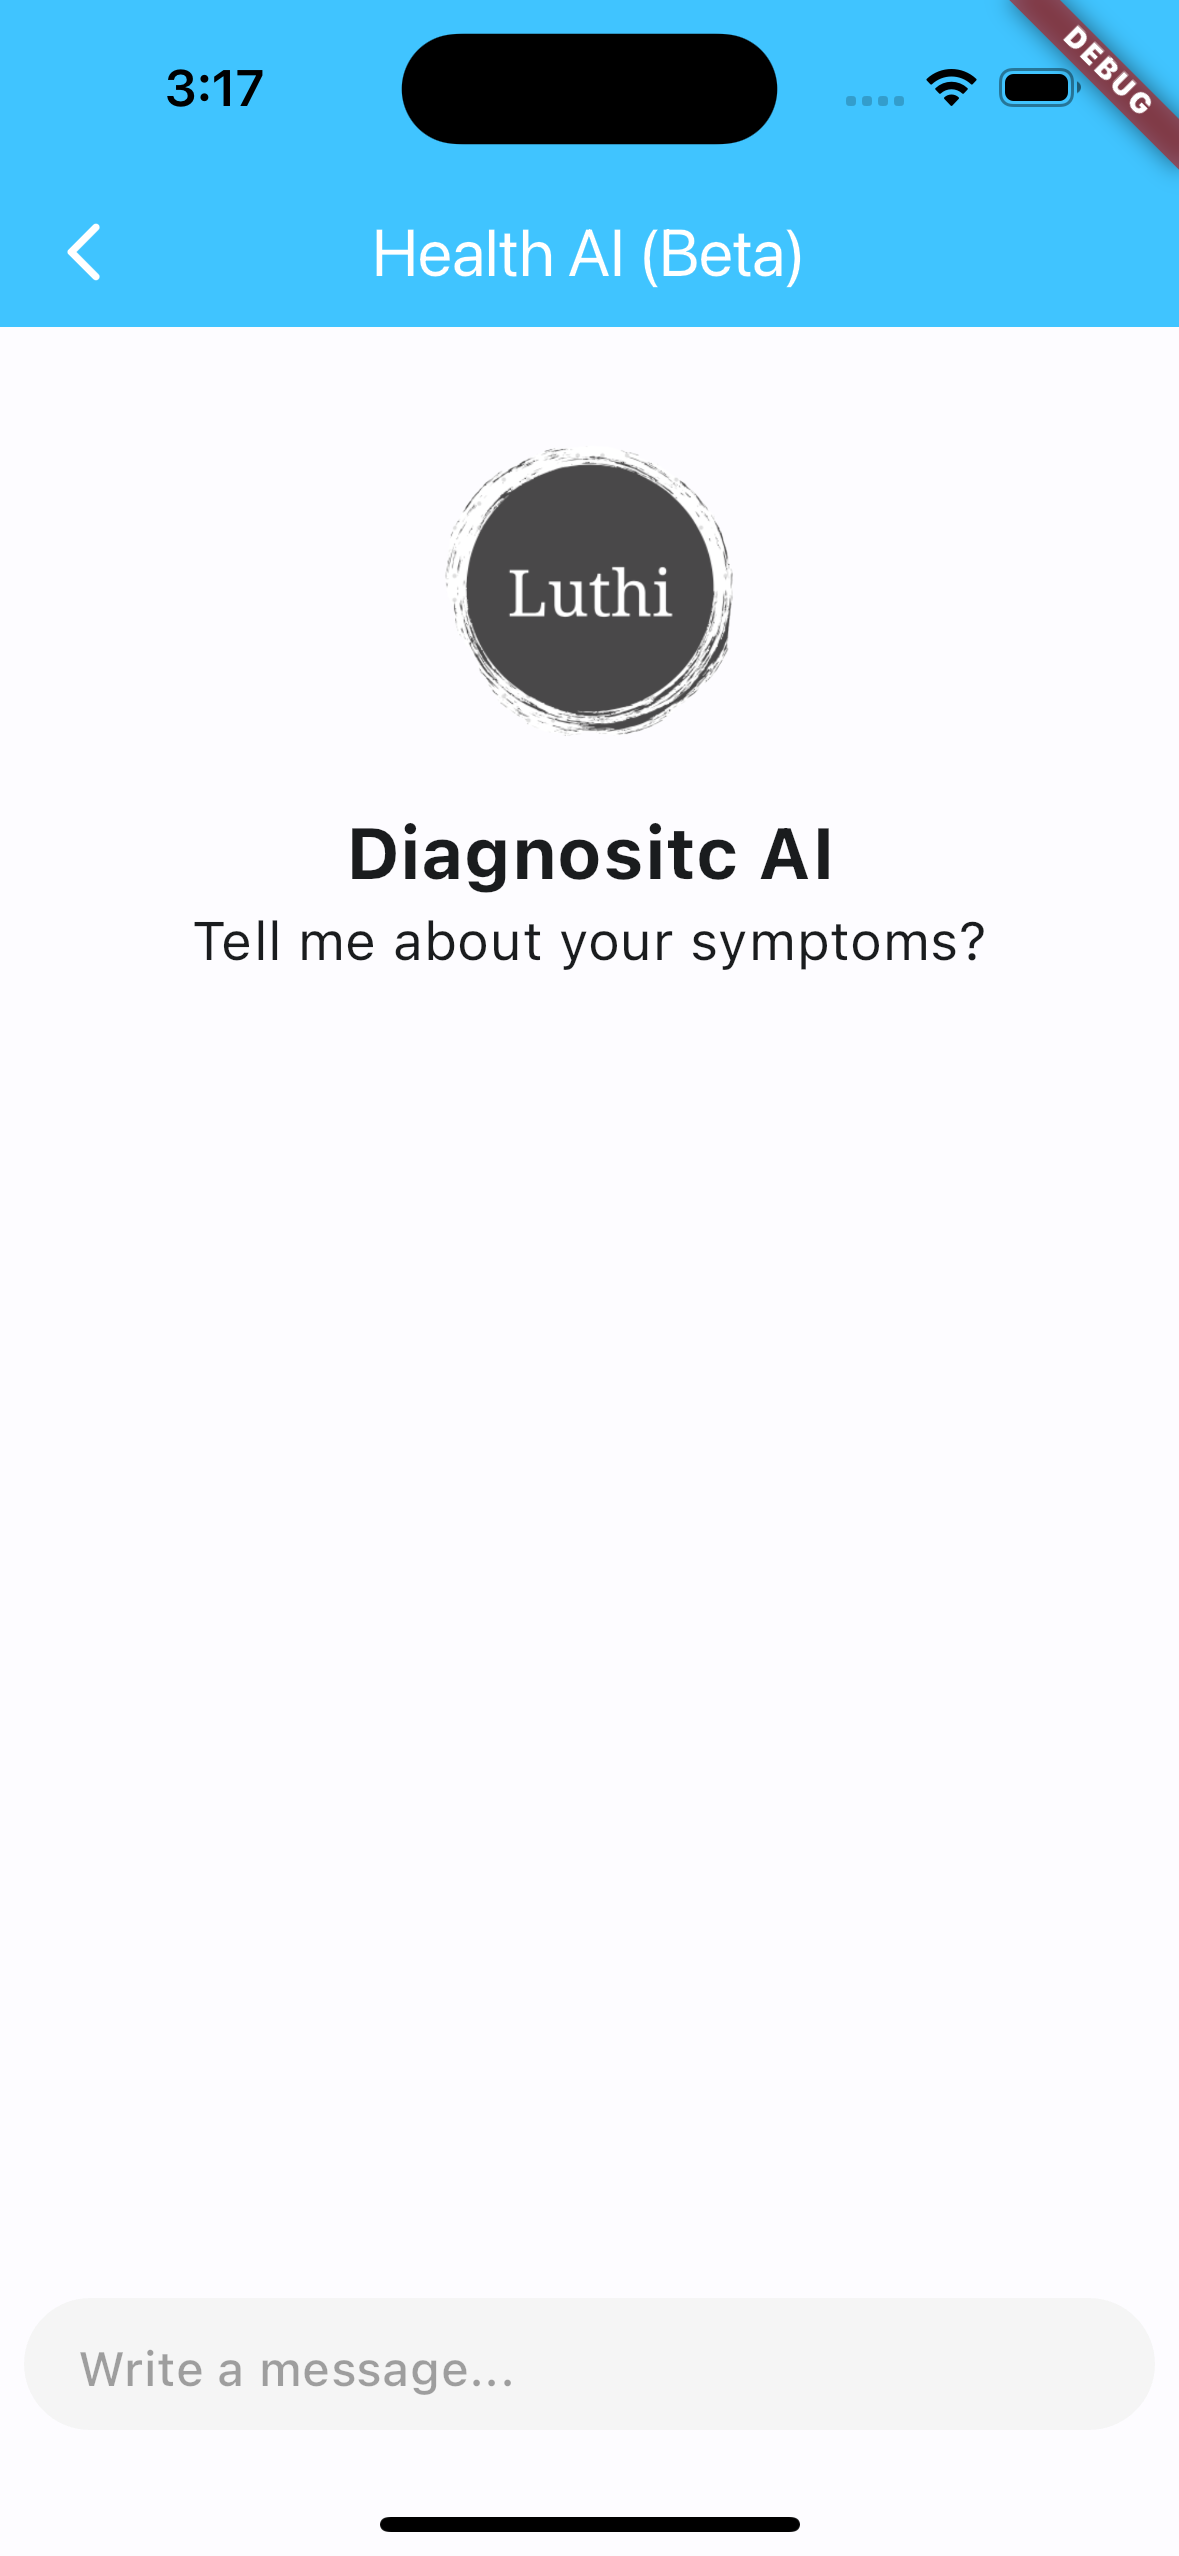 3:17
DEBUG
Health AI (Beta)
Luthi
Diagnositc AI
Tell me about your symptoms?
Write a message...